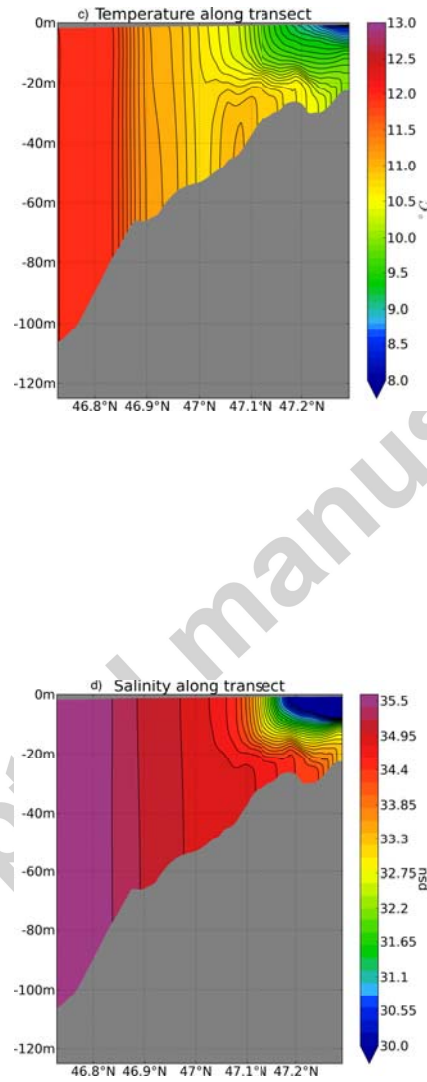 c) Temperature along transect
0m
-20m
-40m
-60m
-80m
-100m
-120m
46.8°N 46.9°N 47°N 47.1°N 47.2°N
13.0
12.5
12.0
11.5
11.0
10.5
10.0
9.5
9.0
8.5
8.0
°C
manus
d) Salinity along transect
0m
-20m
-40m
-60m
-80m
-100m
-120m
46.8°N 46.9°N 47°N 47.1°N 47.2°N
35.5
34.95
34.4
33.85
33.3
32.75
32.2
31.65
31.1
30.55
30.0
psu